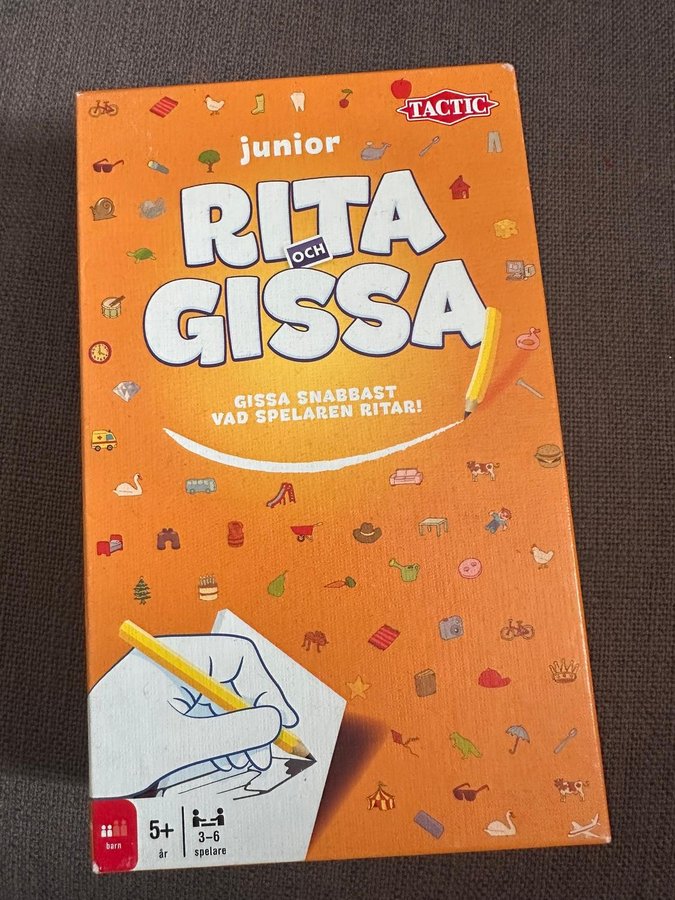 TACTIC
junior
RITA
OCH
GISSA
GISSA SNABBAST
VAD SPELAREN RITAR!
barn
5+
år
3-6
spelare